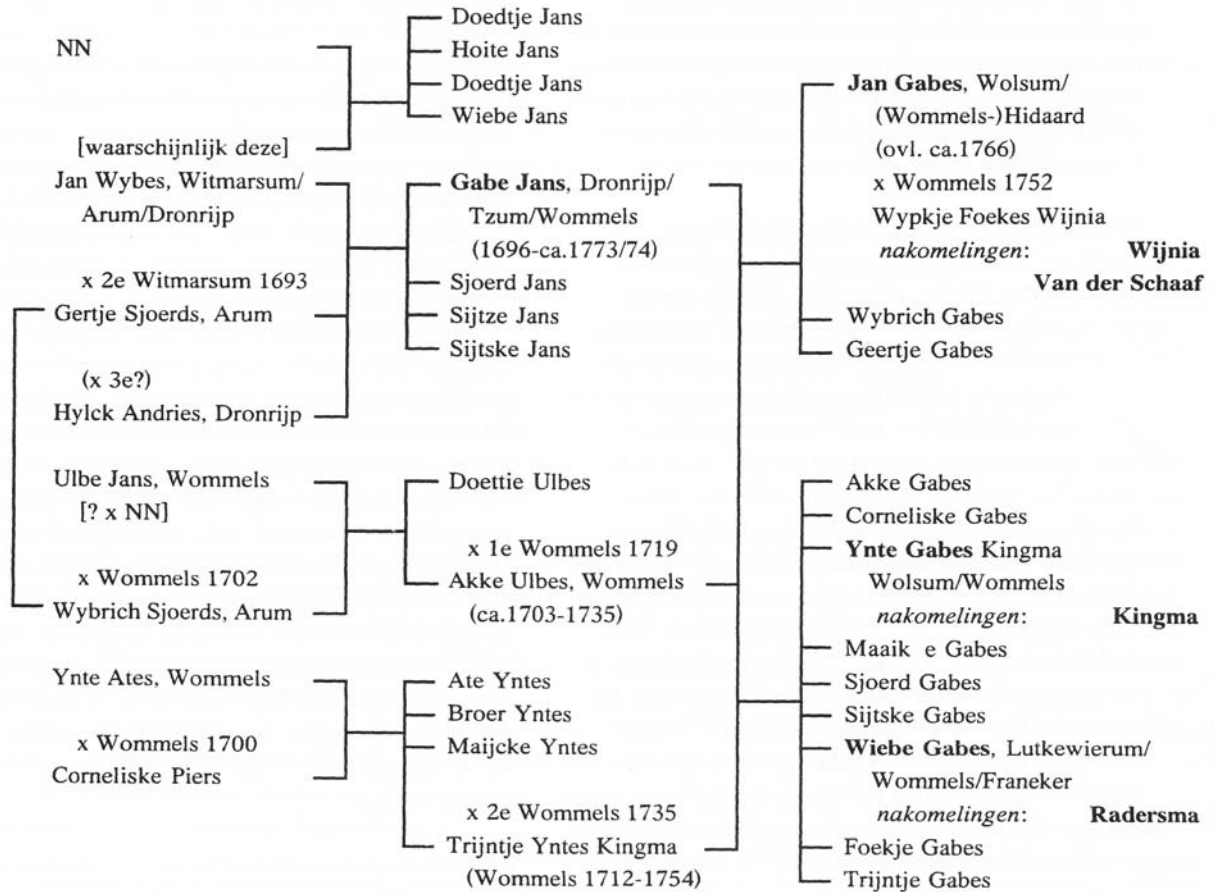 NN
[waarschijnlijk deze]
Jan Wybes, Witmarsum/
Arum/Dronrijp
x 2e Witmarsum 1693
Gertje Sjoerds, Arum
(x 3e?)
Hylck Andries, Dronrijp
Ulbe Jans, Wommels
[? x NN]
x Wommels 1702
Wybrich Sjoerds, Arum
Ynte Ates, Wommels
x Wommels 1700
Corneliske Piers
Doedtje Jans
Hoite Jans
Doedtje Jans
Wiebe Jans
Gabe Jans, Dronrijp/
Tzum/Wommels
(1696-ca.1773/74)
Sjoerd Jans
Sijtze Jans
Sijtske Jans
Doettie Ulbes
x 1e Wommels 1719
Akke Ulbes, Wommels
(ca.1703-1735)
Ate Yntes
Broer Yntes
Maijcke Yntes
x 2e Wommels 1735
Trijntje Yntes Kingma
(Wommels 1712-1754)
Jan Gabes, Wolsum/
(Wommels-)Hidaard
(ovl. ca.1766)
x Wommels 1752
Wypkje Foekes Wijnia
nakomelingen: Wijnia
Van der Schaaf
Wybrich Gabes
Geertje Gabes
Akke Gabes
Corneliske Gabes
Ynte Gabes Kingma
Wolsum/Wommels
nakomelingen: Kingma
Maaik e Gabes
Sjoerd Gabes
Sijtske Gabes
Wiebe Gabes, Lutkewierum/
Wommels/Franeker
nakomelingen: Radersma
Foekje Gabes
Trijntje Gabes